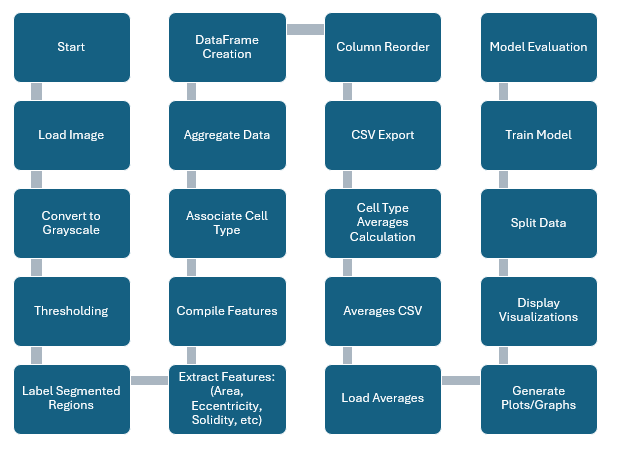 Start
Load Image
Convert to
Grayscale
Thresholding
Label Segmented
Regions
Extract Features:
(Area,
Eccentricity,
Solidity, etc)
Compile Features
Associate Cell
Type
Aggregate Data
DataFrame
Creation
Column Reorder
CSV Export
Cell Type
Averages
Calculation
Averages CSV
Load Averages
Generate
Plots/Graphs
Display
Visualizations
Split Data
Train Model
Model Evaluation